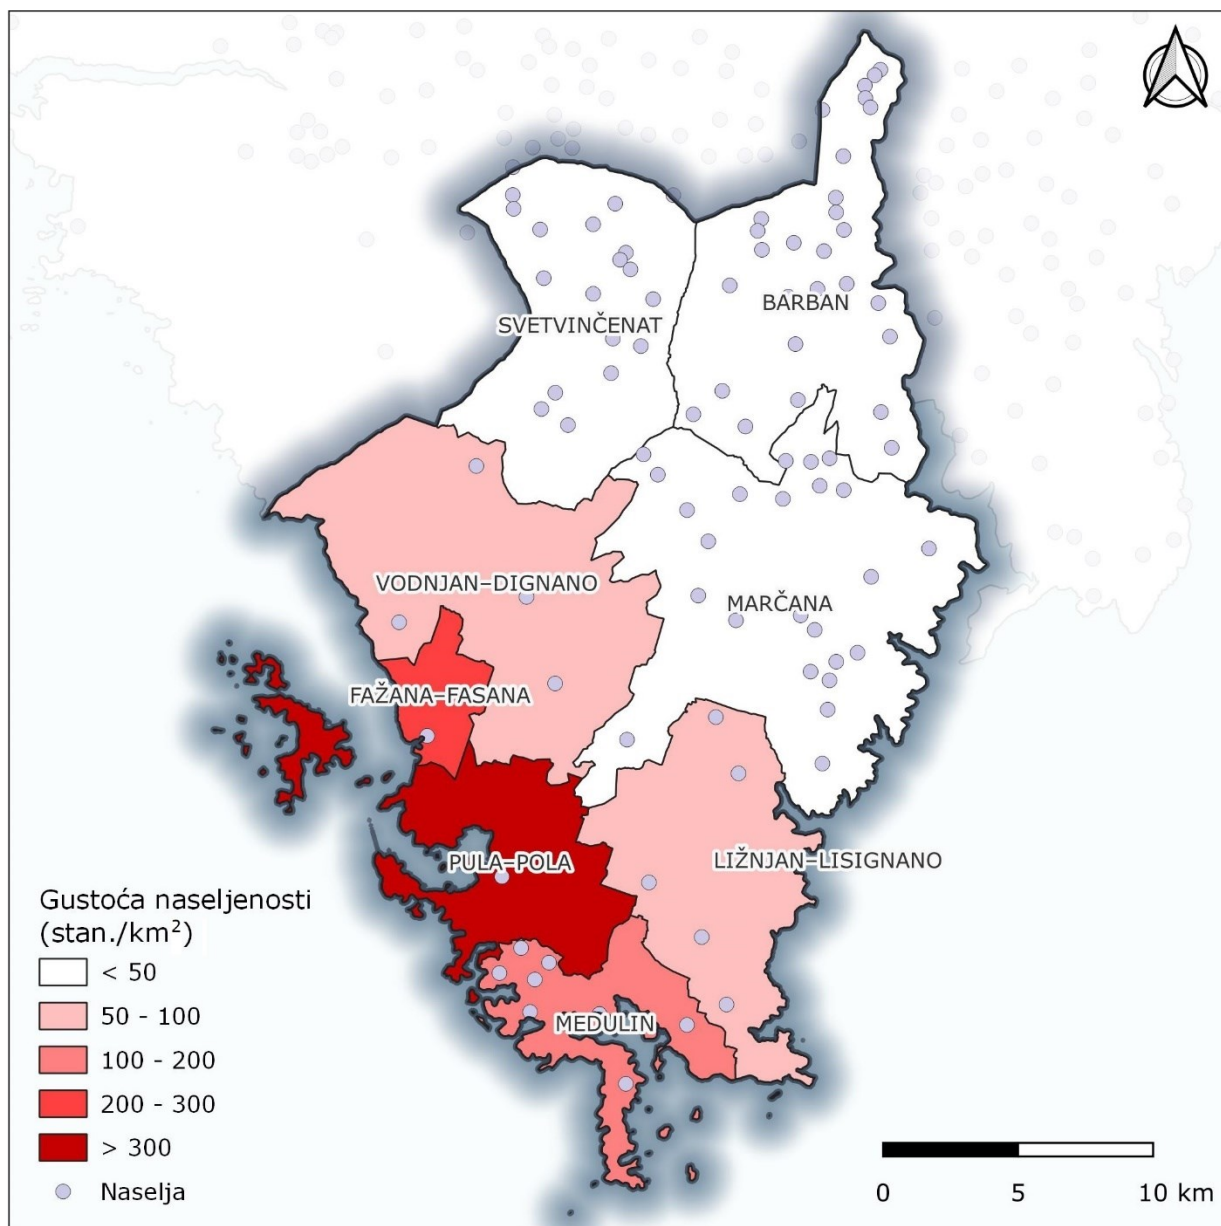 SVETVINČENAT
BARBAN
VODNJAN–DIGNANO
MARČANA
FAŽANA–FASANA
PULA–POLA
LIŽNJAN–LISIGNANO
MEDULIN
Gustoća naseljenosti
(stan./km²)
< 50
50 - 100
100 - 200
200 - 300
> 300
Naselja
0 5 10 km